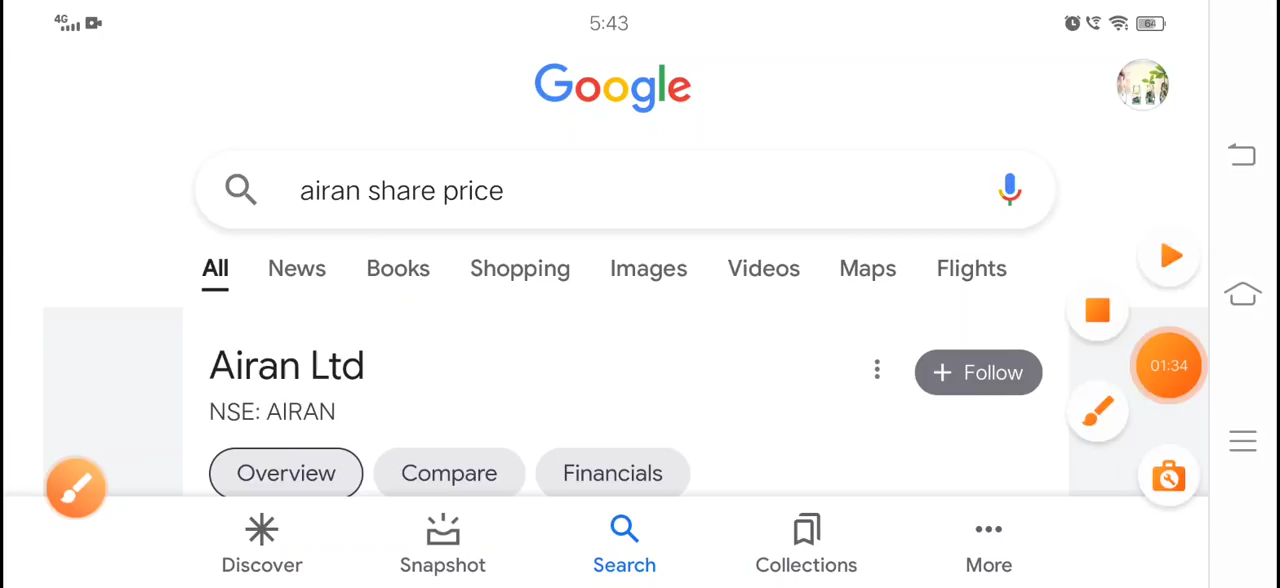 4G 5:43 64
Google
airan share price
All News Books Shopping Images Videos Maps Flights
Airan Ltd
+ Follow
NSE: AIRAN
01:34
Overview Compare Financials
Discover Snapshot Search Collections More